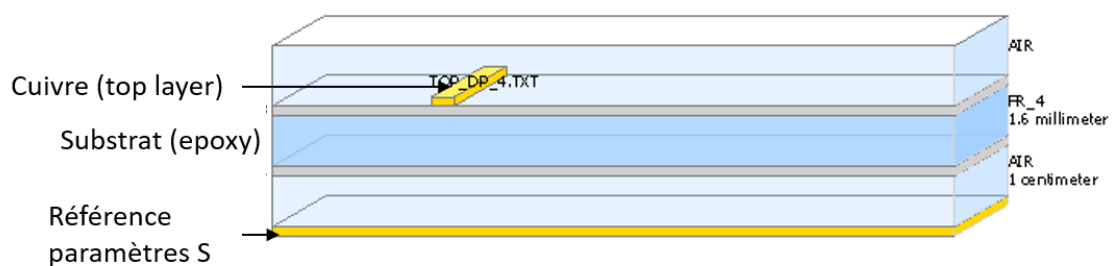 AIR
Cuivre (top layer)
TOP_DP_4.TXT
FR_4
1.6 millimeter
Substrat (epoxy)
AIR
1 centimeter
Référence
paramètres S